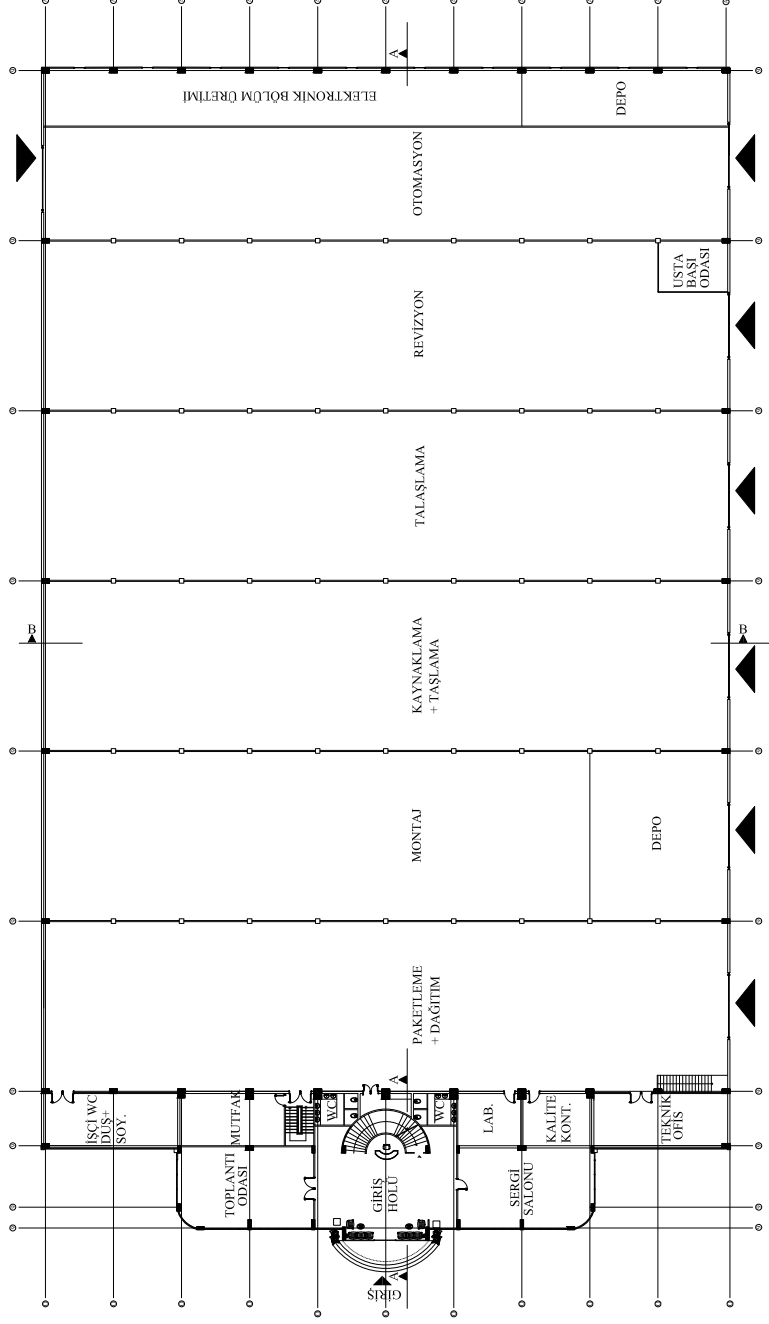 A
ELEKTRONİK BÖLÜM ÜRETİMİ
DEPO
OTOMASYON
USTA
BAŞI
ODASI
REVİZYON
TALAŞLAMA
B
B
KAYNAKLAMA
+ TAŞLAMA
MONTAJ
DEPO
PAKETLEME
+ DAĞITIM
A
İŞÇİ WC
DUŞ+
SOY.
MUTFAK
WC
WC
LAB.
KALİTE
KONT.
TEKNİK
OFİS
TOPLANTI
ODASI
GİRİŞ
HOLÜ
SERGİ
SALONU
A
GİRİŞ